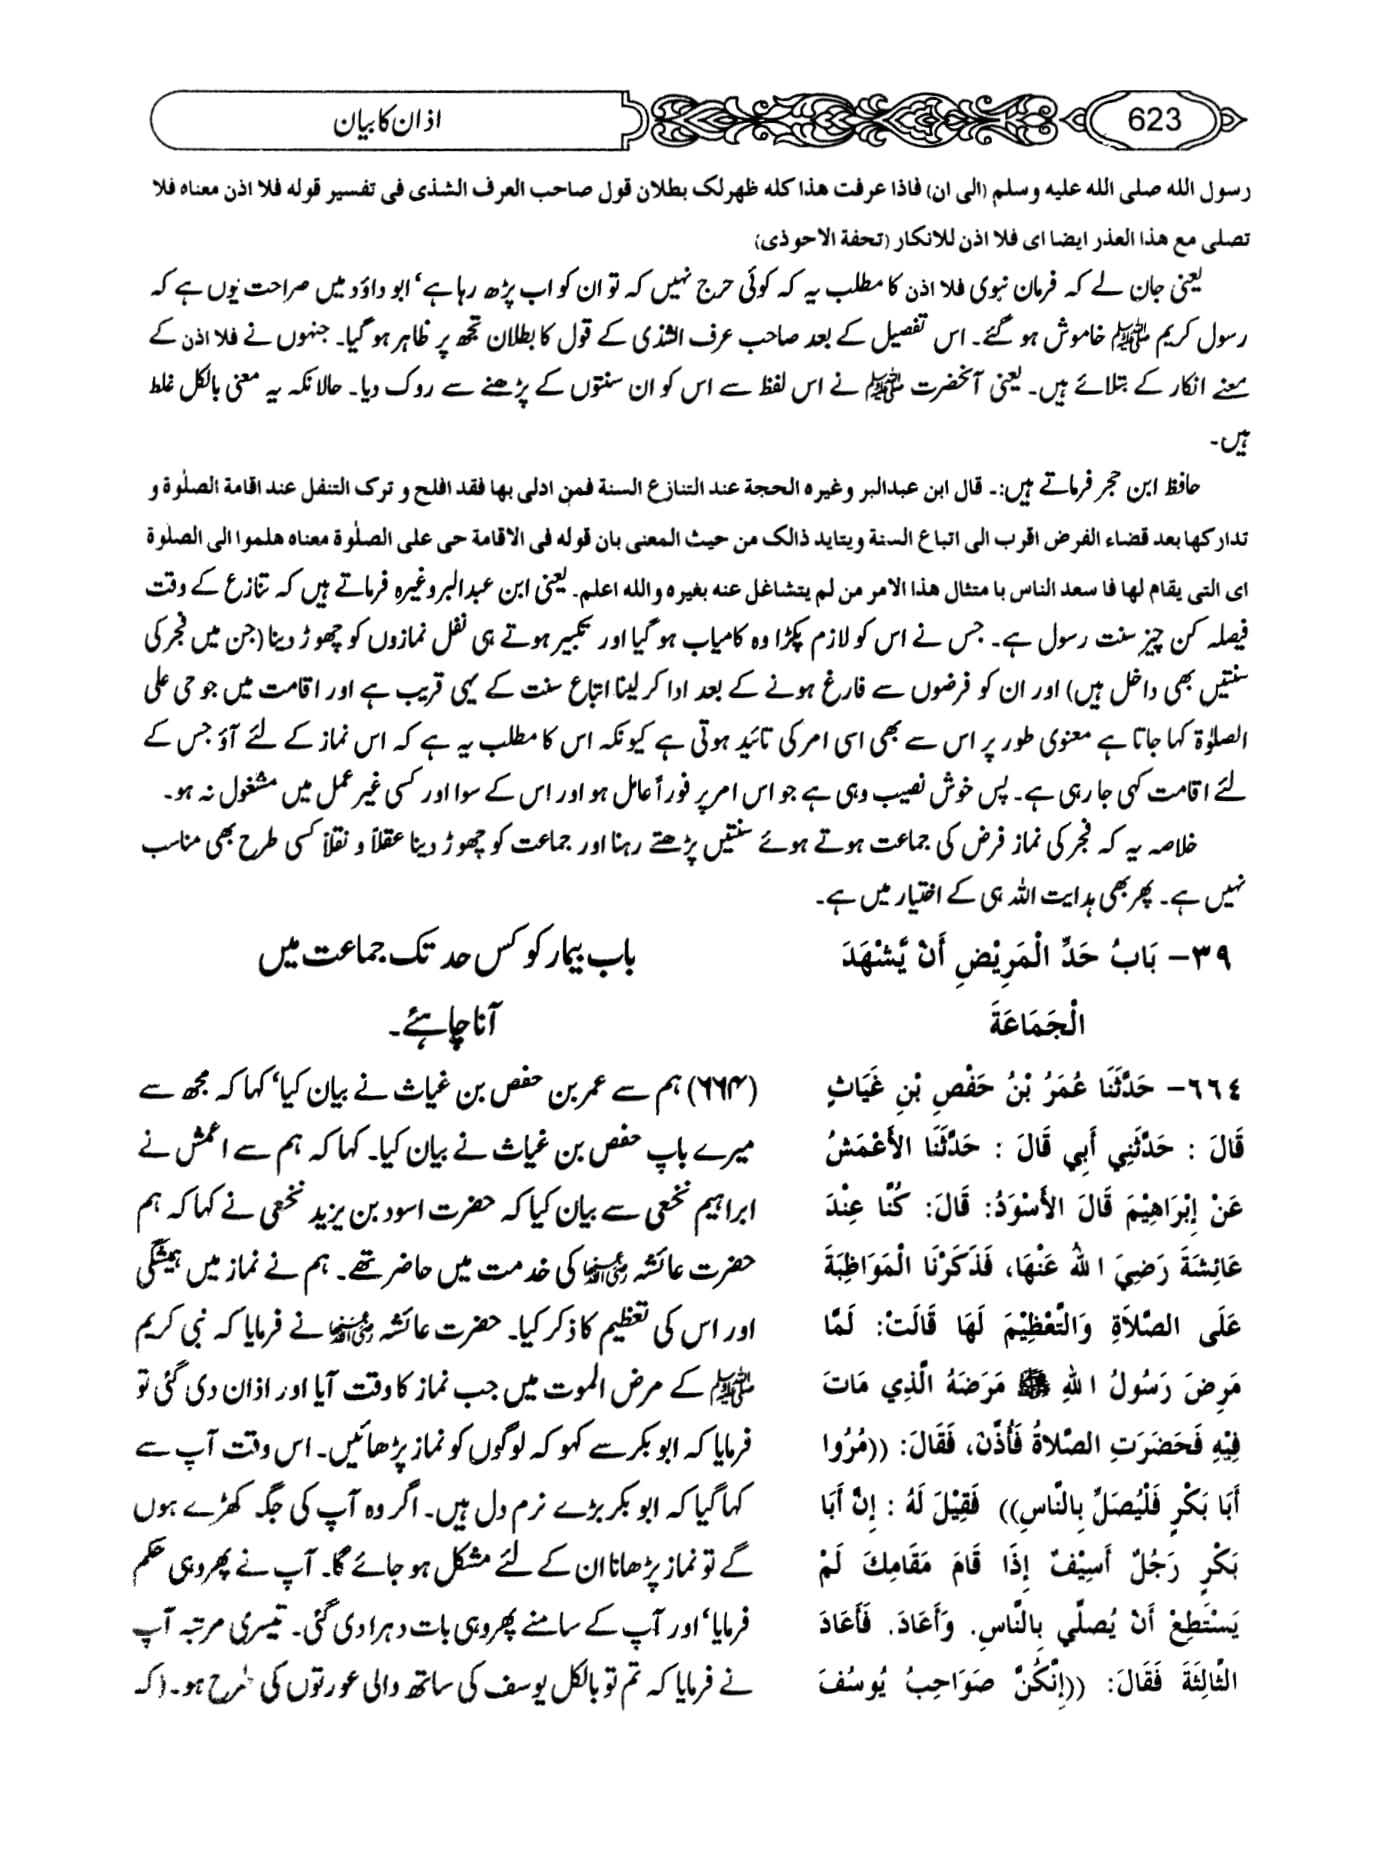 623
اذان کا بیان
رسول الله صلی الله علیه وسلم (الی ان) فاذا عرفت هذا کله ظهرلک بطلان قول صاحب العرف الشذی فی تفسیر قوله فلا اذن معناه فلا
تصلی مع هذا العذر ایضا ای فلا اذن للانکار (تحفة الاحوذی)
یعنی جان لے کہ فرمان نبوی فلا اذن کا مطلب یہ کہ کوئی حرج نہیں کہ تو ان کو اب پڑھ رہا ہے، ابوداؤد میں صراحت یوں ہے کہ
رسول کریم ﷺ خاموش ہو گئے۔ اس تفصیل کے بعد صاحب عرف الشذی کے قول کا بطلان تجھ پر ظاہر ہو گیا۔ جنہوں نے فلا اذن کے
معنے انکار کے بتلائے ہیں۔ یعنی آنحضرت ﷺ نے اس لفظ سے اس کو ان سنتوں کے پڑھنے سے روک دیا۔ حالانکہ یہ معنی بالکل غلط
ہیں۔
حافظ ابن حجر فرماتے ہیں:۔ قال ابن عبدالبر وغیره الحجة عند التنازع السنة فمن ادلی بها فقد افلح و ترک التنفل عند اقامة الصلٰوة و
تدارکها بعد قضاء الفرض اقرب الی اتباع السنة ویتاید ذالک من حیث المعنی بان قوله فی الاقامة حی علی الصلٰوة معناه هلموا الی الصلٰوة
ای التی یقام لها فا سعد الناس با متثال هذا الامر من لم یتشاغل عنه بغیره والله اعلم۔ یعنی ابن عبدالبر وغیرہ فرماتے ہیں کہ تنازع کے وقت
فیصلہ کن چیز سنت رسول ہے۔ جس نے اس کو لازم پکڑا وہ کامیاب ہو گیا اور تکبیر ہوتے ہی نفل نمازوں کو چھوڑ دینا (جن میں فجر کی
سنتیں بھی داخل ہیں) اور ان کو فرضوں سے فارغ ہونے کے بعد ادا کر لینا اتباع سنت کے یہی قریب ہے اور اقامت میں جو حی علی
الصلوٰۃ کہا جاتا ہے معنوی طور پر اس سے بھی اسی امر کی تائید ہوتی ہے کیونکہ اس کا مطلب یہ ہے کہ اس نماز کے لئے آؤ جس کے
لئے اقامت کہی جا رہی ہے۔ پس خوش نصیب وہی ہے جو اس امر پر فوراً عامل ہو اور اس کے سوا اور کسی غیر عمل میں مشغول نہ ہو۔
خلاصہ یہ کہ فجر کی نماز فرض کی جماعت ہوتے ہوئے سنتیں پڑھتے رہنا اور جماعت کو چھوڑ دینا عقلاً و نقلاً کسی طرح بھی مناسب
نہیں ہے۔ پھر بھی ہدایت اللہ ہی کے اختیار میں ہے۔
٣٩- بَابُ حَدِّ الْمَرِيْضِ أَنْ يَّشْهَدَ
الْجَمَاعَةَ
٦٦٤- حَدَّثَنَا عُمَرُ بْنُ حَفْصِ بْنِ غَيَاثٍ
قَالَ : حَدَّثَنِي أَبِي قَالَ : حَدَّثَنَا الأَعْمَشُ
عَنْ إِبْرَاهِيْمَ قَالَ الأَسْوَدُ: قَالَ: كُنَّا عِنْدَ
عَائِشَةَ رَضِيَ اللهُ عَنْهَا، فَذَكَرْنَا الْمَوَاظِبَةَ
عَلَى الصَّلاَةِ وَالتَّعْظِيْمَ لَهَا قَالَتْ: لَمَّا
مَرِضَ رَسُولُ اللهِ ﷺ مَرَضَهُ الَّذِي مَاتَ
فِيْهِ فَحَضَرَتِ الصَّلاةُ فَأُذِّنَ، فَقَالَ: ((مُرُوا
أَبَا بَكْرٍ فَلْيُصَلِّ بِالنَّاسِ)) فَقِيْلَ لَهُ : إِنَّ أَبَا
بَكْرٍ رَجُلٌ أَسِيْفٌ إِذَا قَامَ مَقَامِكَ لَمْ
يَسْتَطِعْ أَنْ يُصلِّي بِالنَّاسِ. وَأَعَادَ. فَأَعَادَ
الثَّالِثَةَ فَقَالَ: ((إِنَّكُنَّ صَوَاحِبُ يُوسُفَ
باب بیمار کو کس حد تک جماعت میں
آنا چاہئے۔
(۶۶۴) ہم سے عمر بن حفص بن غیاث نے بیان کیا، کہا کہ مجھ سے
میرے باپ حفص بن غیاث نے بیان کیا۔ کہا کہ ہم سے اعمش نے
ابراہیم نخعی سے بیان کیا کہ حضرت اسود بن یزید نخعی نے کہا کہ ہم
حضرت عائشہ رضی اللہ عنہا کی خدمت میں حاضر تھے۔ ہم نے نماز میں ہمیشگی
اور اس کی تعظیم کا ذکر کیا۔ حضرت عائشہ رضی اللہ عنہا نے فرمایا کہ نبی کریم
ﷺ کے مرض الموت میں جب نماز کا وقت آیا اور اذان دی گئی تو
فرمایا کہ ابوبکر سے کہو کہ لوگوں کو نماز پڑھائیں۔ اس وقت آپ سے
کہا گیا کہ ابوبکر بڑے نرم دل ہیں۔ اگر وہ آپ کی جگہ کھڑے ہوں
گے تو نماز پڑھانا ان کے لئے مشکل ہو جائے گا۔ آپ نے پھر وہی حکم
فرمایا، اور آپ کے سامنے پھر وہی بات دہرا دی گئی۔ تیسری مرتبہ آپ
نے فرمایا کہ تم تو بالکل یوسف کی ساتھ والی عورتوں کی طرح ہو۔ (کہ